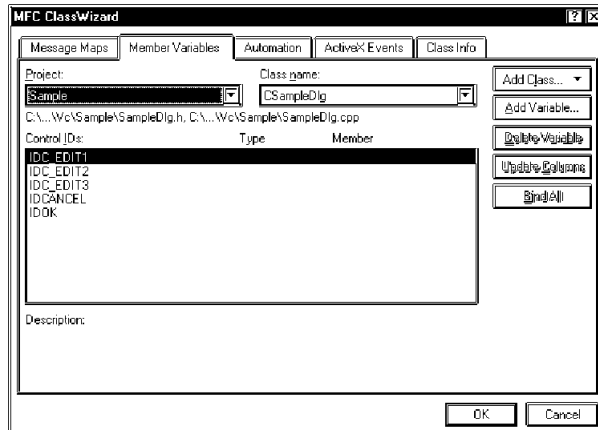 MFC ClassWizard
Message Maps
Member Variables
Automation
ActiveX Events
Class Info
Project:
Class name:
Sample
CSampleDlg
Add Class...
C:\...Wc\Sample\SampleDlg.h, C:\...Wc\Sample\SampleDlg.cpp
Add Variable...
Control IDs:
Type
Member
Delete Variable
IDC_EDIT1
IDC_EDIT2
IDC_EDIT3
IDCANCEL
IDOK
Update Columns
Bind All
Description:
OK
Cancel